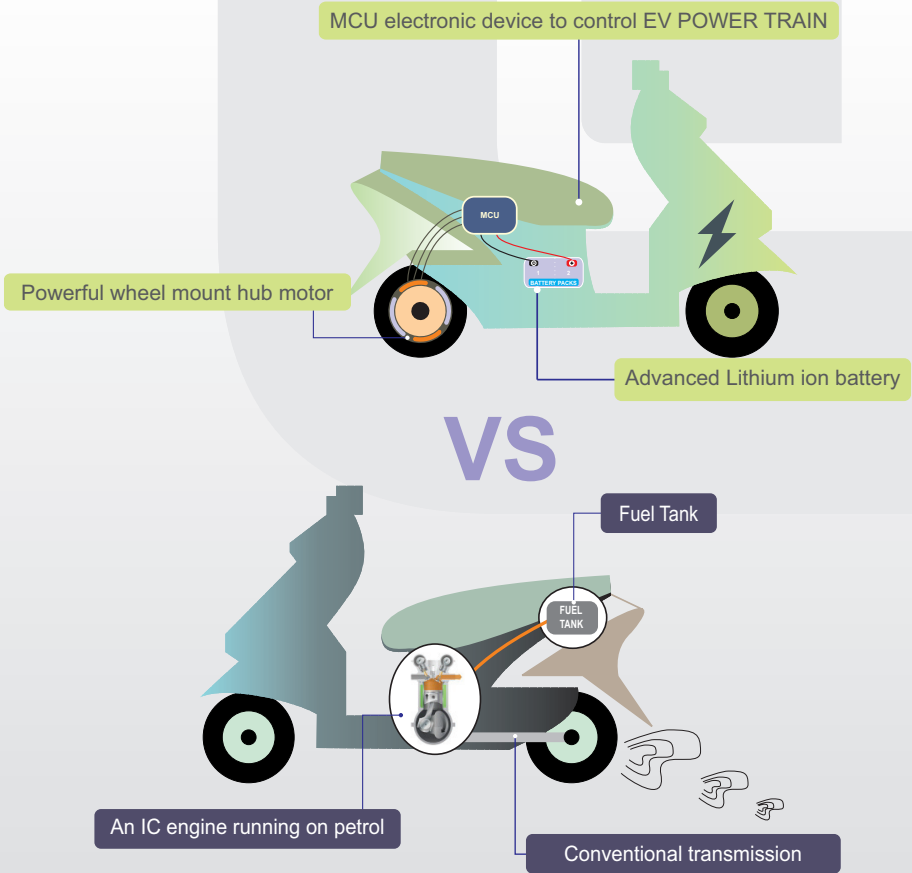 MCU electronic device to control EV POWER TRAIN
MCU
1 2
BATTERY PACKS
Powerful wheel mount hub motor
Advanced Lithium ion battery
VS
Fuel Tank
FUEL
TANK
An IC engine running on petrol
Conventional transmission